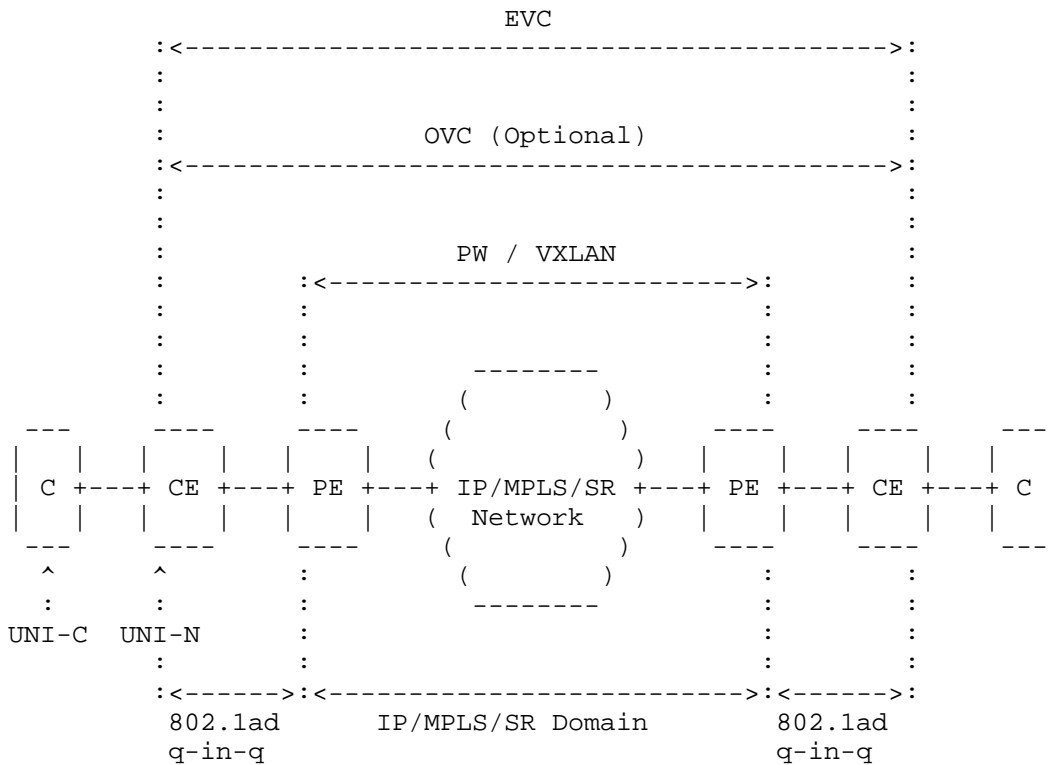 EVC
OVC (Optional)
PW / VXLAN
C CE PE IP/MPLS/SR PE CE C
Network
UNI-C UNI-N
802.1ad IP/MPLS/SR Domain 802.1ad
q-in-q q-in-q